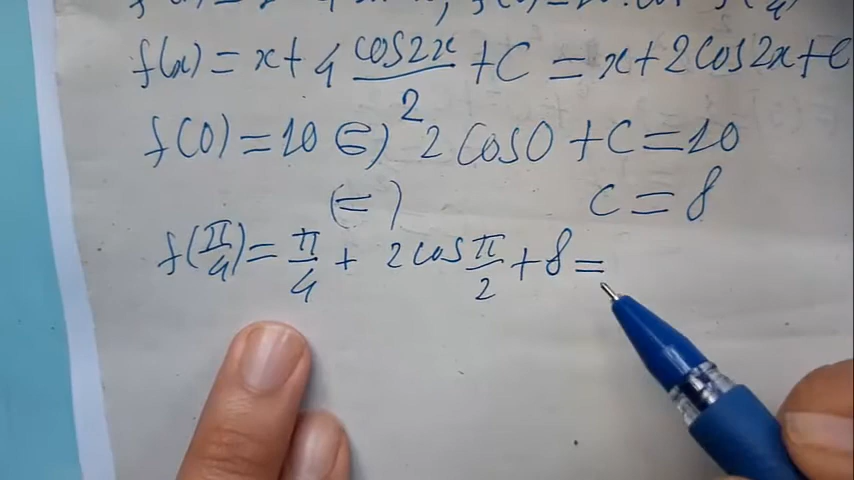 f(x) = x + 4 cos2x/2 + C = x + 2cos2x + C
f(0) = 10 (=) 2 cos0 + C = 10
(=) C = 8
f(π/4) = π/4 + 2cos π/2 + 8 =